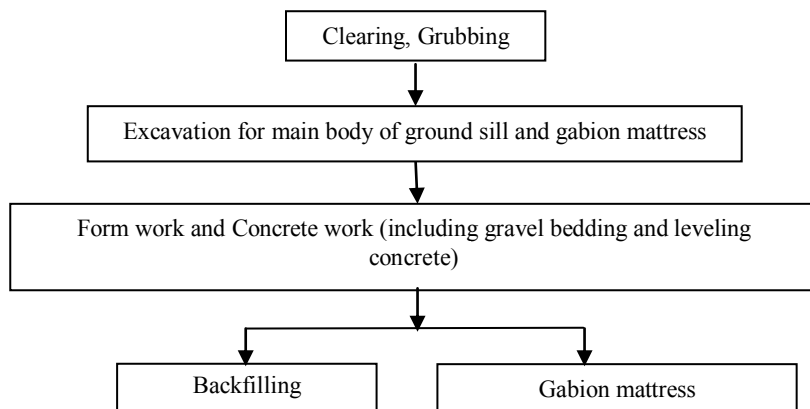 Clearing, Grubbing
Excavation for main body of ground sill and gabion mattress
Form work and Concrete work (including gravel bedding and leveling
concrete)
Backfilling
Gabion mattress